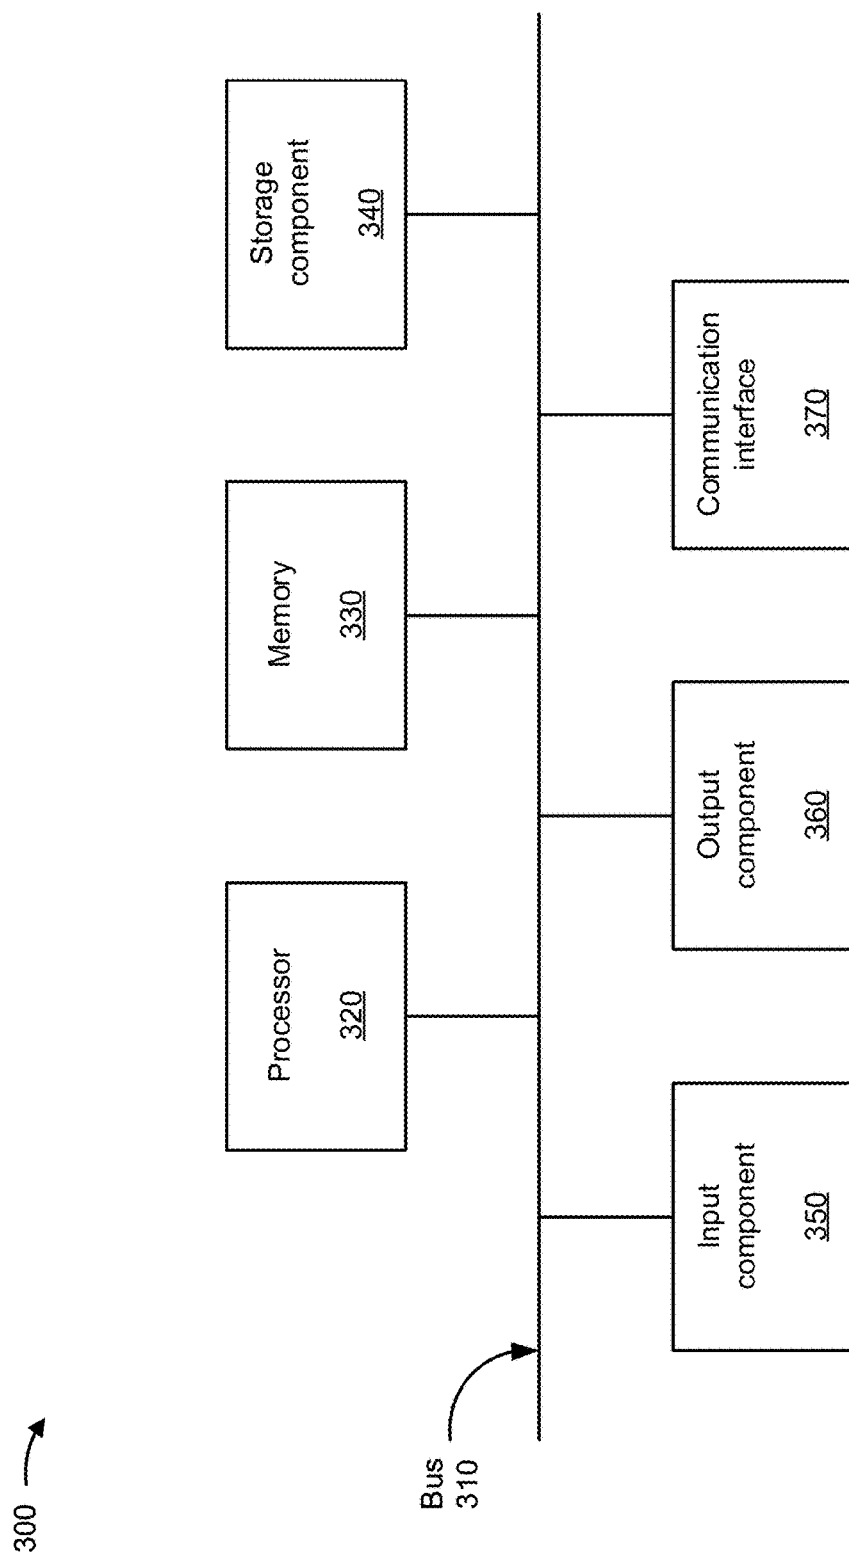 300
Processor
320
Memory
330
Storage
component
340
Bus
310
Input
component
350
Output
component
360
Communication
interface
370